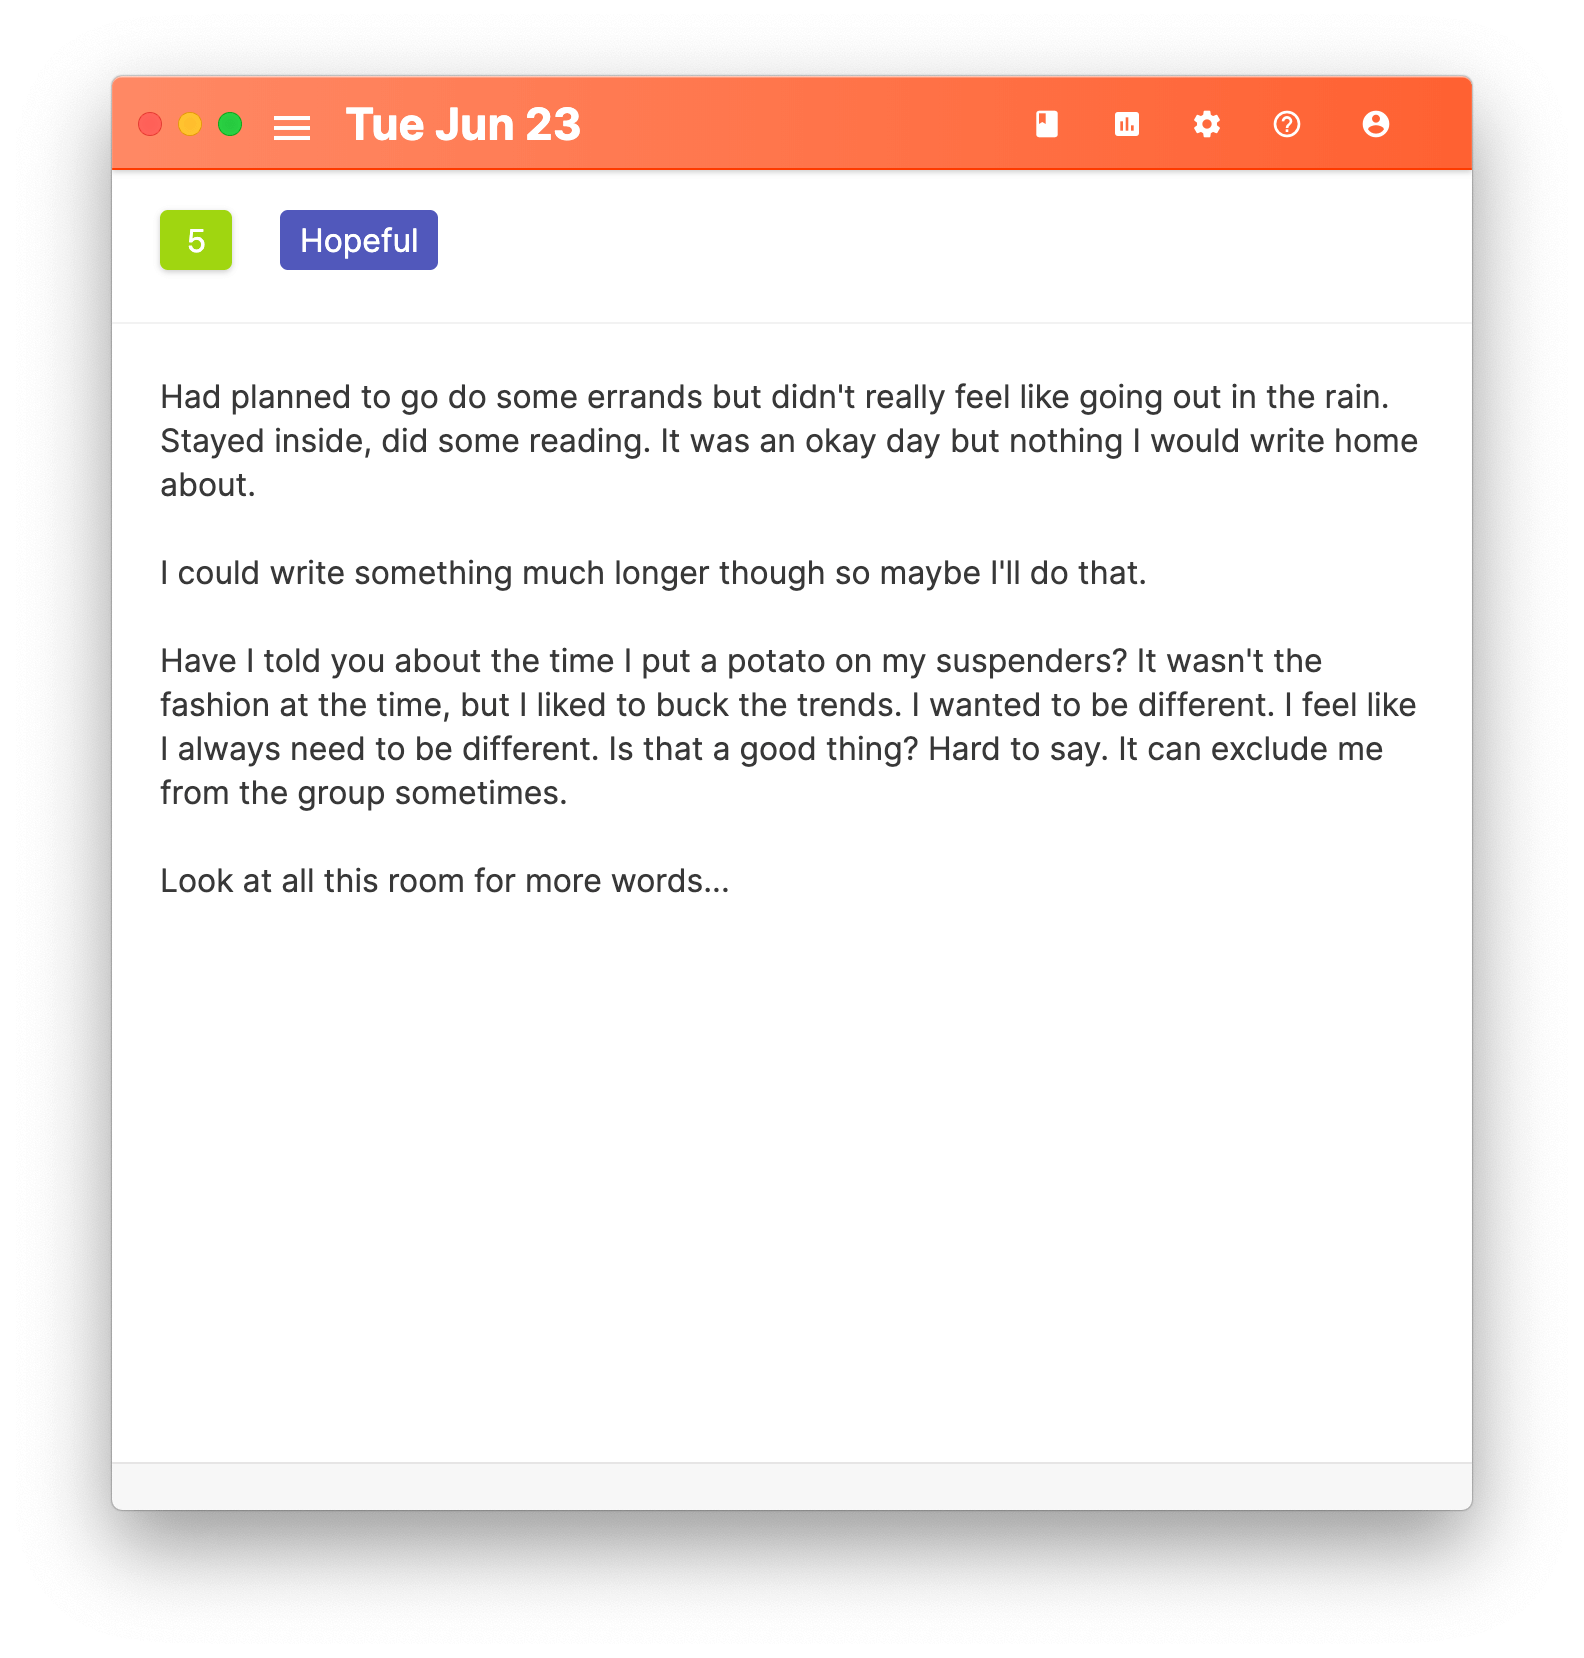 Tue Jun 23
5
Hopeful
Had planned to go do some errands but didn't really feel like going out in the rain.
Stayed inside, did some reading. It was an okay day but nothing I would write home
about.
I could write something much longer though so maybe I'll do that.
Have I told you about the time I put a potato on my suspenders? It wasn't the
fashion at the time, but I liked to buck the trends. I wanted to be different. I feel like
I always need to be different. Is that a good thing? Hard to say. It can exclude me
from the group sometimes.
Look at all this room for more words...